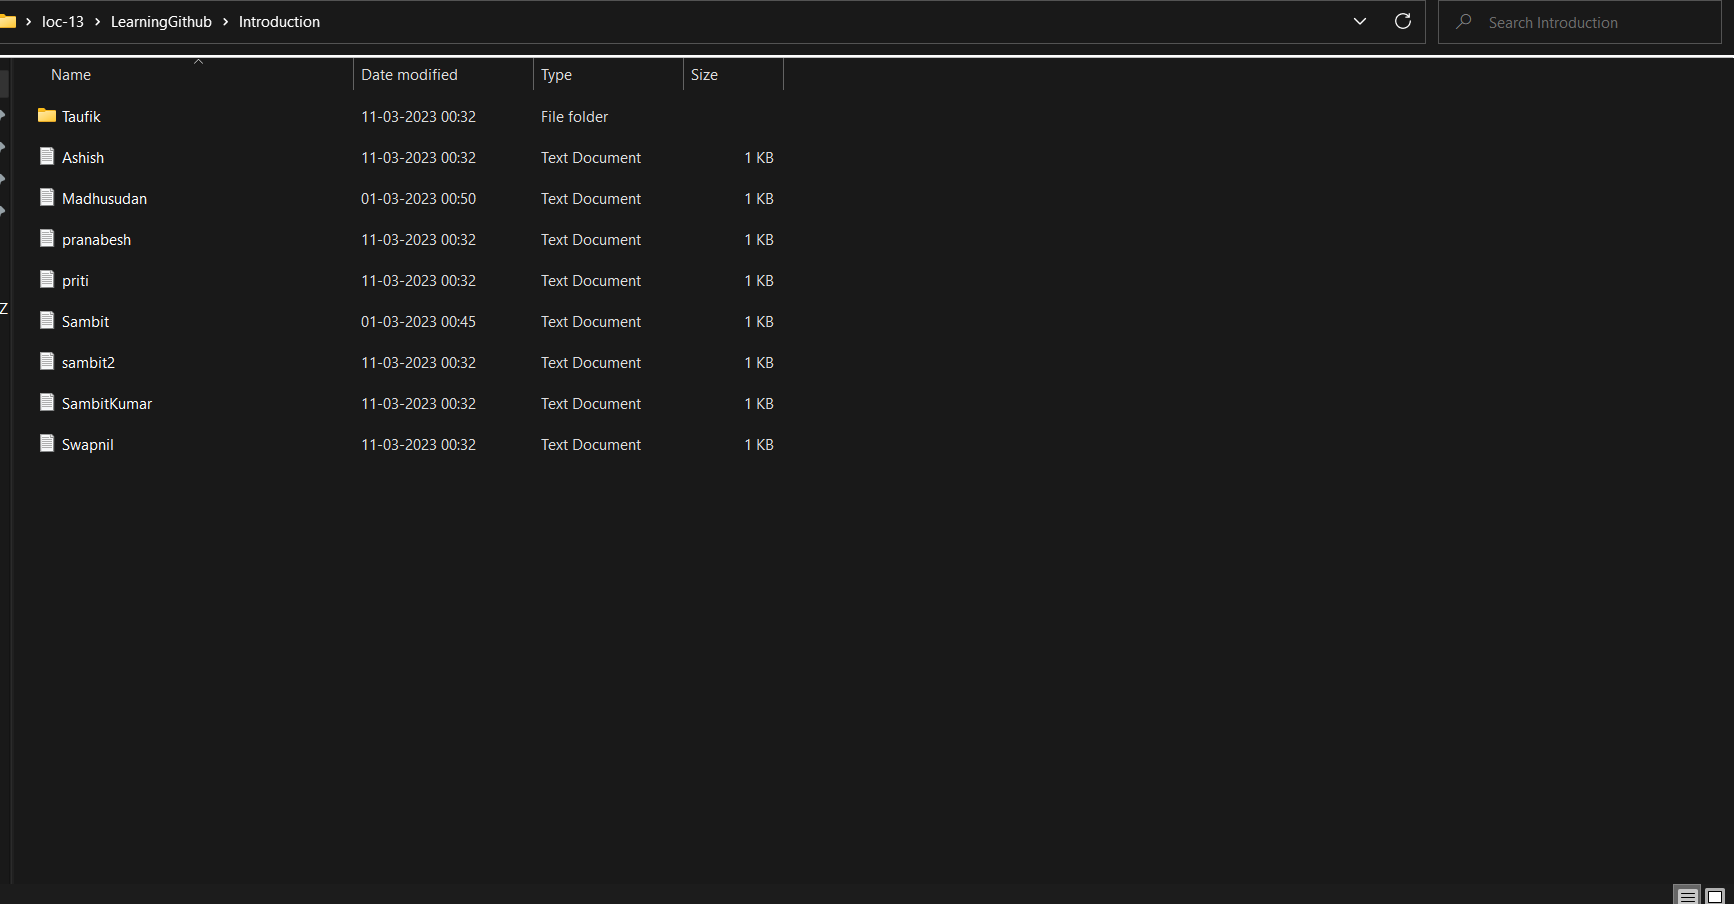 loc-13 > LearningGithub > Introduction
Search Introduction
Name Date modified Type Size
Taufik 11-03-2023 00:32 File folder
Ashish 11-03-2023 00:32 Text Document 1 KB
Madhusudan 01-03-2023 00:50 Text Document 1 KB
pranabesh 11-03-2023 00:32 Text Document 1 KB
priti 11-03-2023 00:32 Text Document 1 KB
Z
Sambit 01-03-2023 00:45 Text Document 1 KB
sambit2 11-03-2023 00:32 Text Document 1 KB
SambitKumar 11-03-2023 00:32 Text Document 1 KB
Swapnil 11-03-2023 00:32 Text Document 1 KB